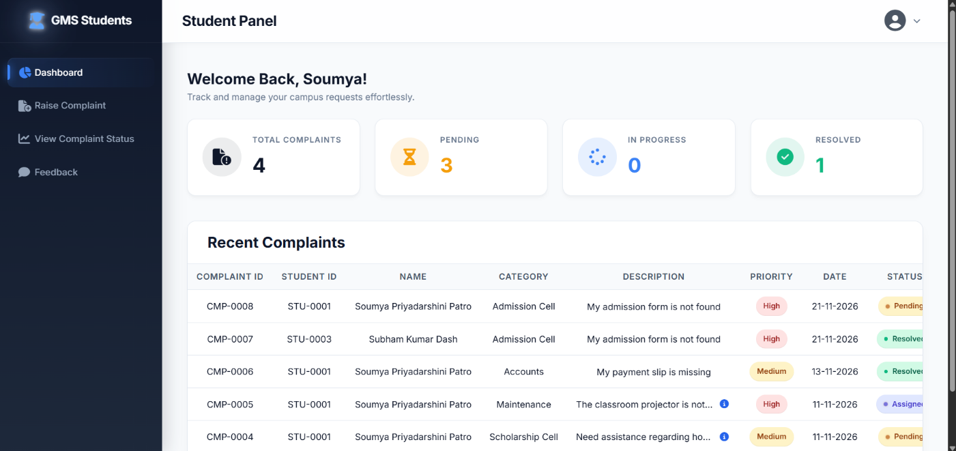 GMS Students
Student Panel
Dashboard
Raise Complaint
View Complaint Status
Feedback
Welcome Back, Soumya!
Track and manage your campus requests effortlessly.
TOTAL COMPLAINTS
4
PENDING
3
IN PROGRESS
0
RESOLVED
1
Recent Complaints
COMPLAINT ID STUDENT ID NAME CATEGORY DESCRIPTION PRIORITY DATE STATUS
CMP-0008 STU-0001 Soumya Priyadarshini Patro Admission Cell My admission form is not found High 21-11-2026 Pending
CMP-0007 STU-0003 Subham Kumar Dash Admission Cell My admission form is not found High 21-11-2026 Resolved
CMP-0006 STU-0001 Soumya Priyadarshini Patro Accounts My payment slip is missing Medium 13-11-2026 Resolved
CMP-0005 STU-0001 Soumya Priyadarshini Patro Maintenance The classroom projector is not... High 11-11-2026 Assigned
CMP-0004 STU-0001 Soumya Priyadarshini Patro Scholarship Cell Need assistance regarding ho... Medium 11-11-2026 Pending